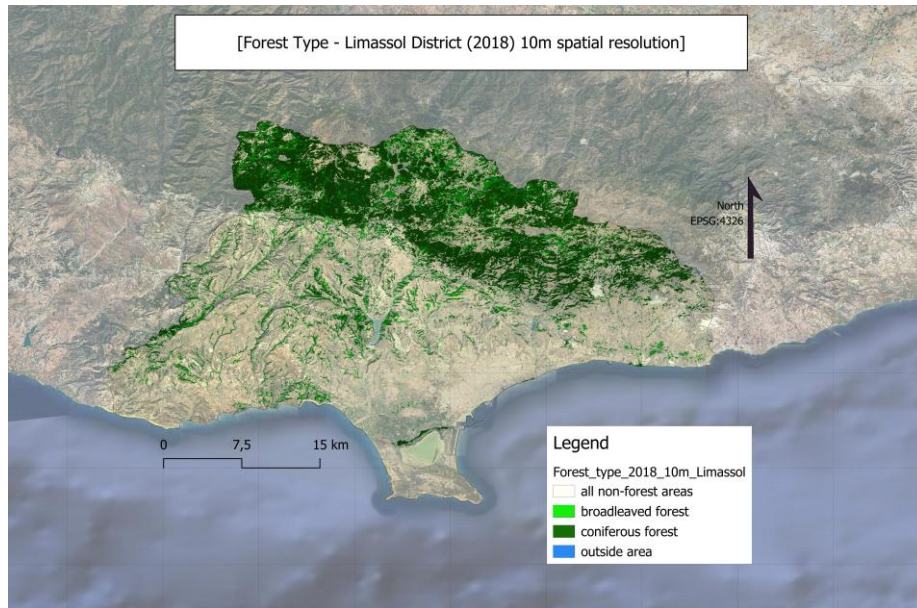 [Forest Type - Limassol District (2018) 10m spatial resolution]
North
EPSG:4326
0 7,5 15 km
Legend
Forest_type_2018_10m_Limassol
all non-forest areas
broadleaved forest
coniferous forest
outside area